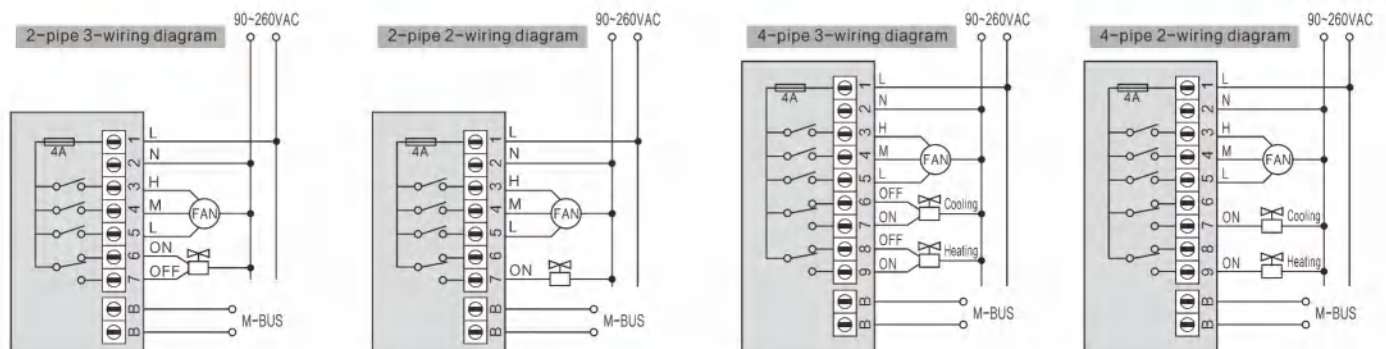 2-pipe 3-wiring diagram
90~260VAC
4A
1 L
2 N
3 H
4 M
FAN
5 L
6 ON
7 OFF
B
B
M-BUS
2-pipe 2-wiring diagram
90~260VAC
4A
1 L
2 N
3 H
4 M
FAN
5 L
6
7 ON
B
B
M-BUS
4-pipe 3-wiring diagram
90~260VAC
4A
1 L
2 N
3 H
4 M
FAN
5 L
6 OFF
Cooling
7 ON
8 OFF
Heating
9 ON
B
B
M-BUS
4-pipe 2-wiring diagram
90~260VAC
4A
1 L
2 N
3 H
4 M
FAN
5 L
6
7 ON Cooling
8
9 ON Heating
B
B
M-BUS